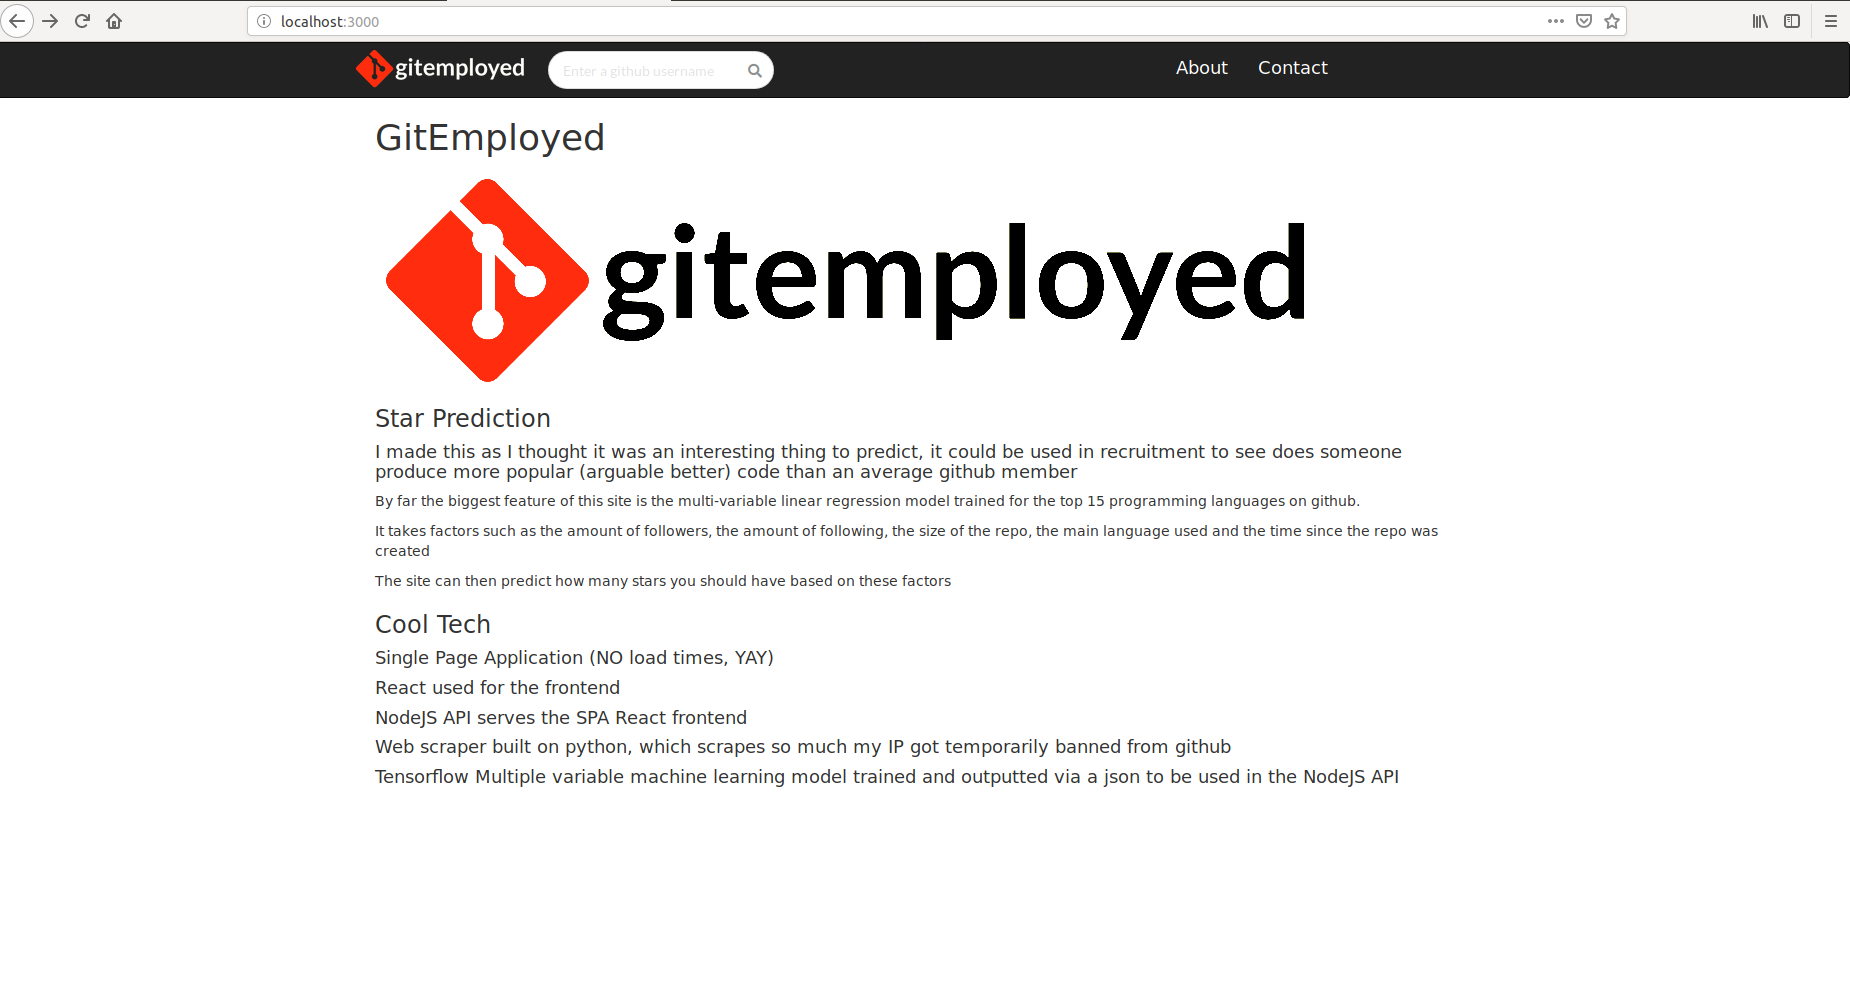 localhost:3000
gitemployed
Enter a github username
About
Contact
GitEmployed
gitemployed
Star Prediction
I made this as I thought it was an interesting thing to predict, it could be used in recruitment to see does someone
produce more popular (arguable better) code than an average github member
By far the biggest feature of this site is the multi-variable linear regression model trained for the top 15 programming languages on github.
It takes factors such as the amount of followers, the amount of following, the size of the repo, the main language used and the time since the repo was
created
The site can then predict how many stars you should have based on these factors
Cool Tech
Single Page Application (NO load times, YAY)
React used for the frontend
NodeJS API serves the SPA React frontend
Web scraper built on python, which scrapes so much my IP got temporarily banned from github
Tensorflow Multiple variable machine learning model trained and outputted via a json to be used in the NodeJS API